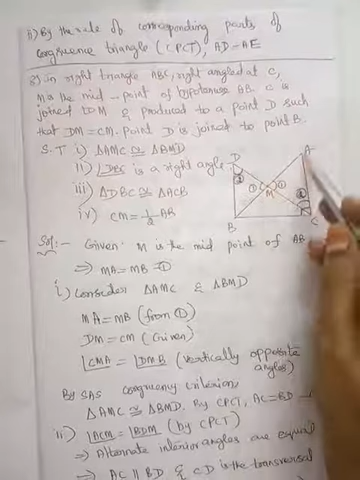 ii) By the rule of corresponding parts of
congruence triangle (CPCT), AD - AE
8) in right triangle ABC, right angled at C,
M is the mid-point of hypotenuse AB. C is
joined to M & produced to a point D such
that DM = CM. Point D is joined to point B.
S.T i) ΔAMC ≅ ΔBMD
ii) ∠DBC is a right angle
iii) ΔDBC ≅ ΔACB
iv) CM = 1/2 AB
D A
M
B C
Sol:- Given: M is the mid point of AB
⇒ MA = MB - ①
i) Consider ΔAMC & ΔBMD
MA = MB (from ①)
DM = CM (Given)
∠CMA = ∠DMB (vertically opposite
angles)
By SAS congruency criterion,
ΔAMC ≅ ΔBMD. By CPCT, AC = BD -
ii) ∠ACM = ∠BDM (by CPCT)
⇒ Alternate interior angles are equal
⇒ AC ∥ BD & CD is the transversal